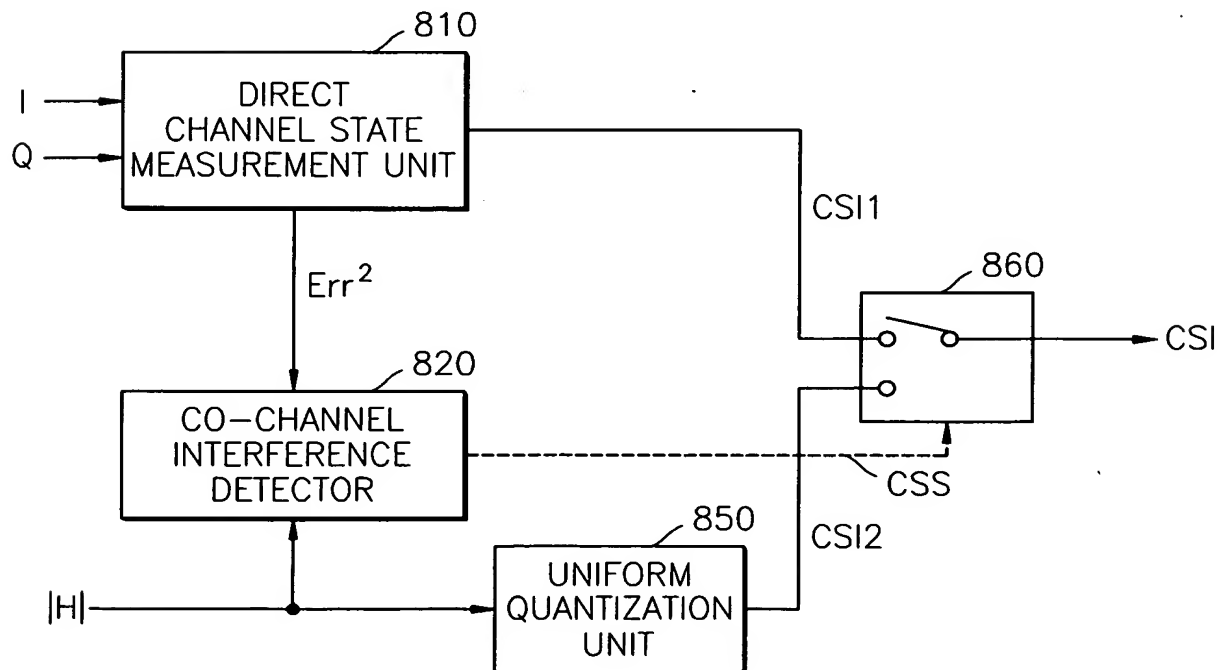 810
DIRECT
CHANNEL STATE
MEASUREMENT UNIT
I
Q
CSI1
Err²
860
CSI
820
CO-CHANNEL
INTERFERENCE
DETECTOR
CSS
850
CSI2
UNIFORM
QUANTIZATION
UNIT
|H|